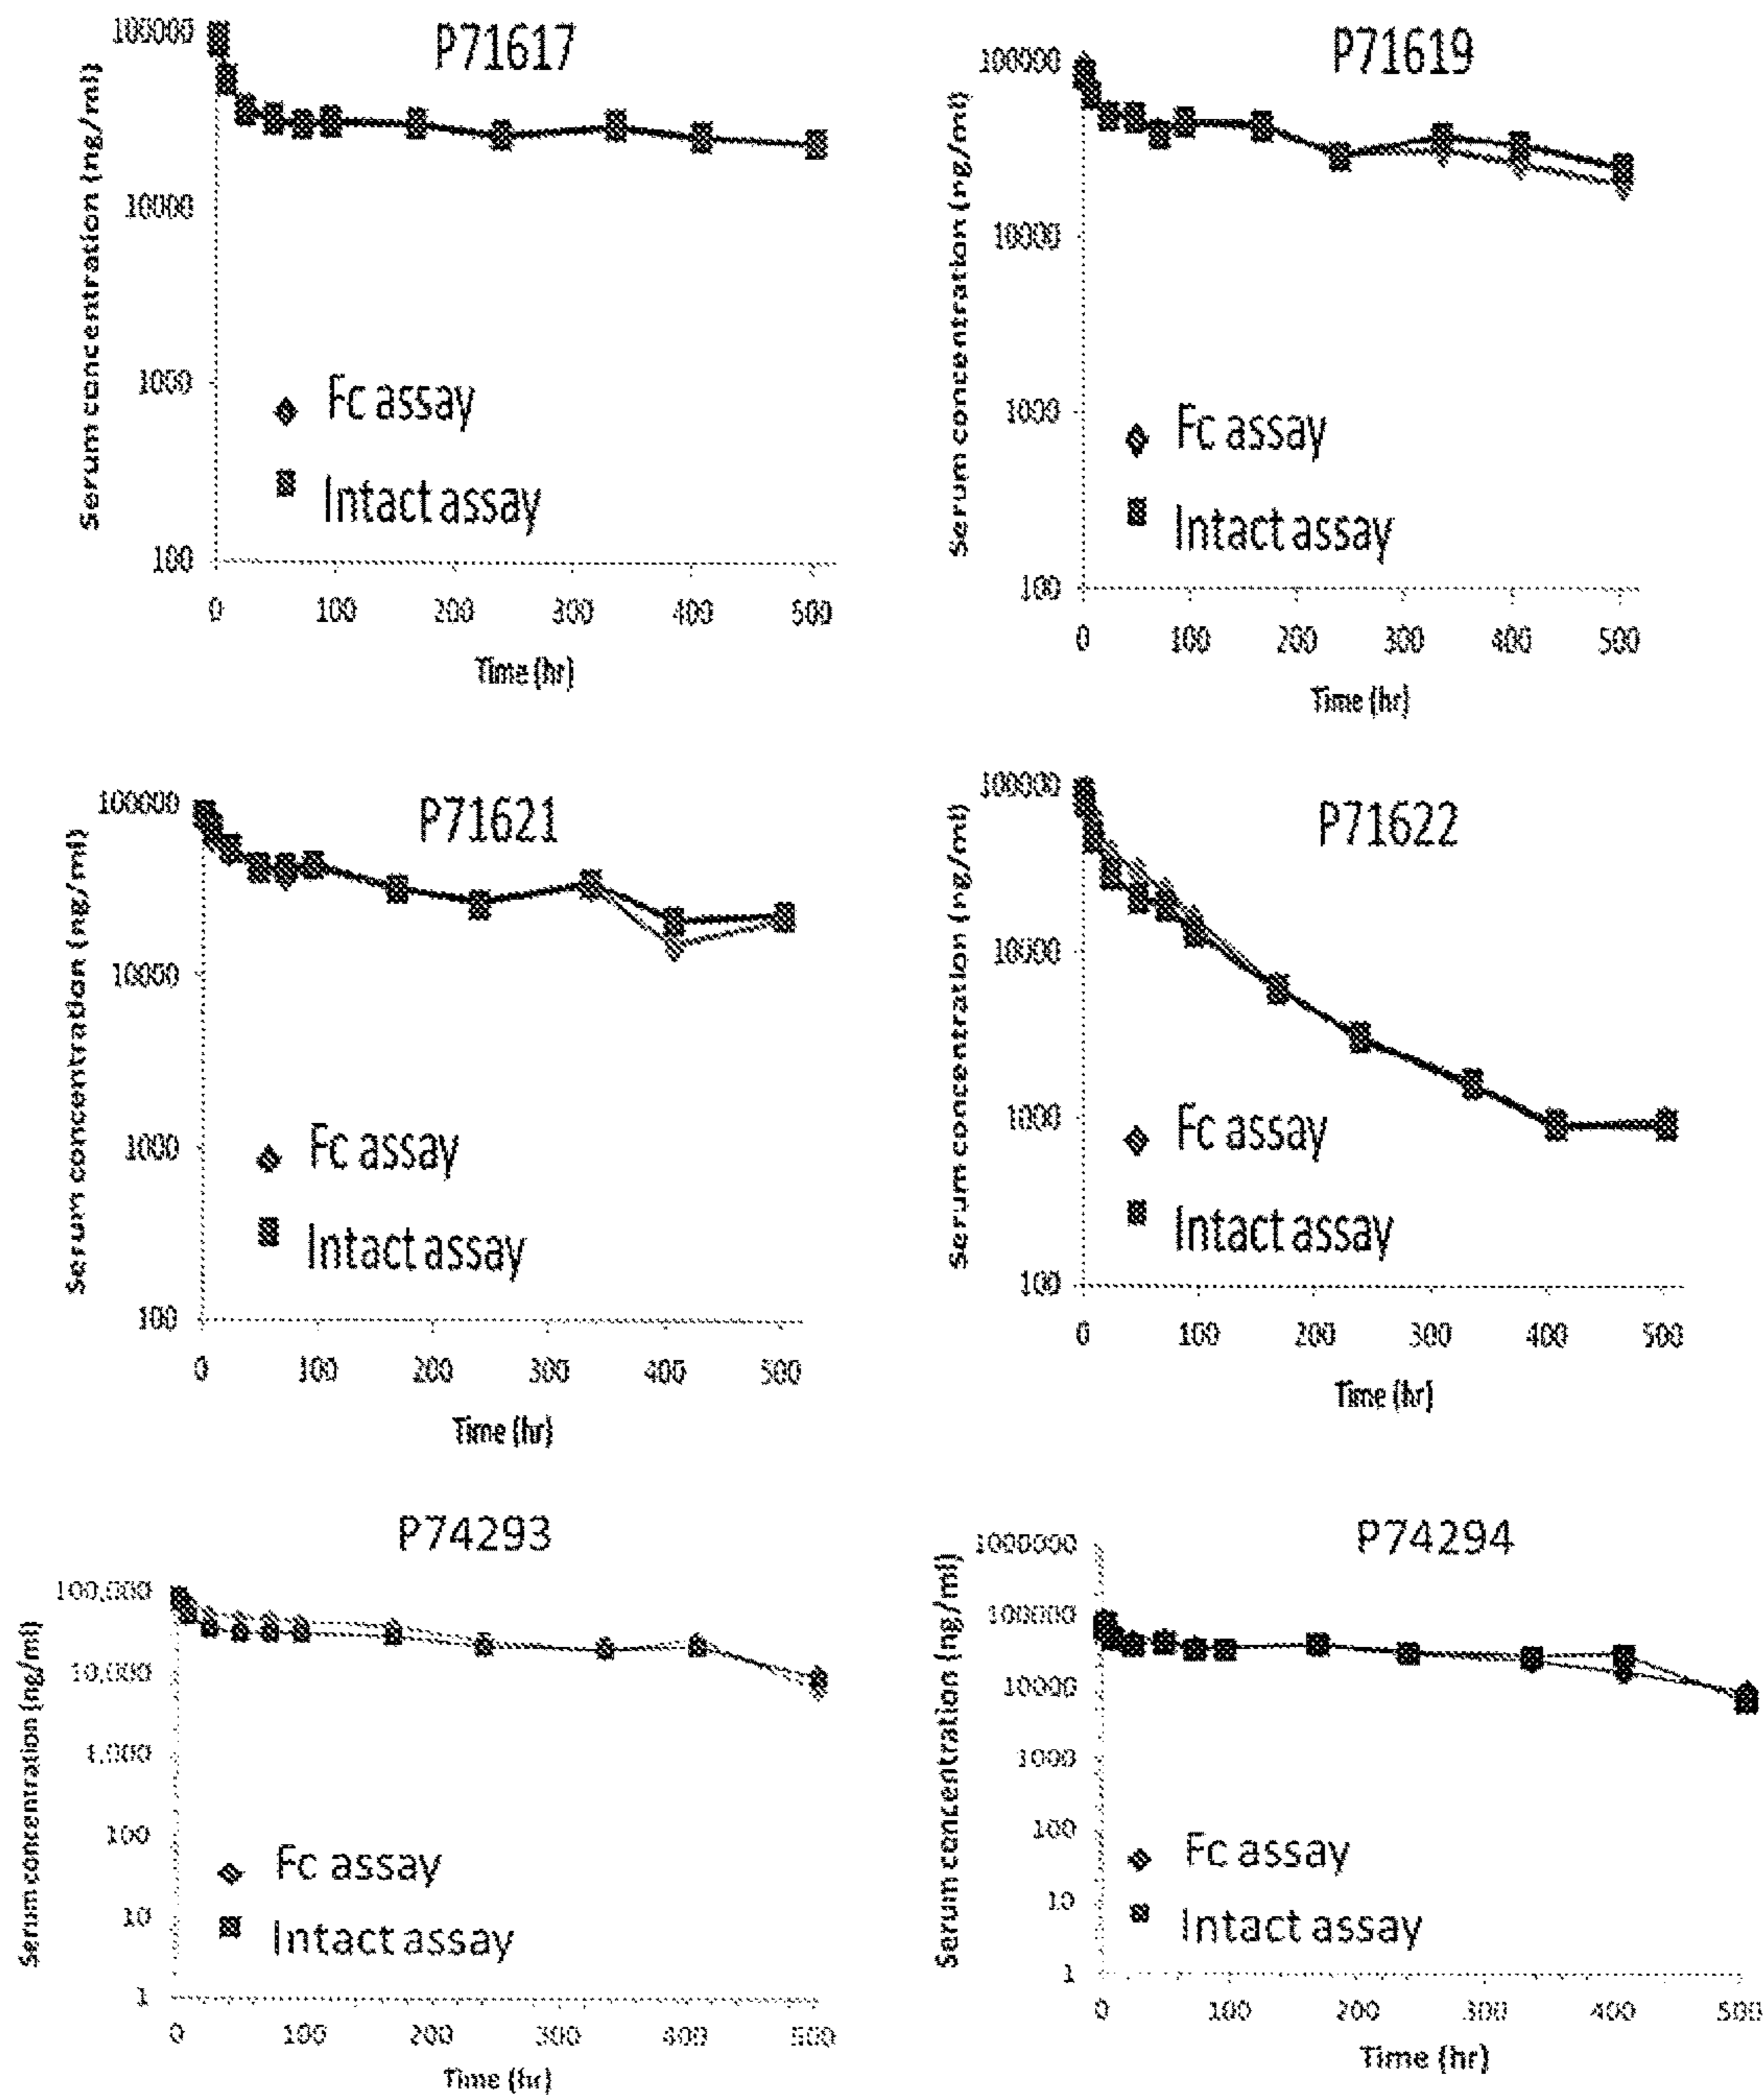 P71617
Serum concentration (ng/ml)
100000
10000
1000
100
Fc assay
Intact assay
0 100 200 300 400 500
Time (hr)
P71619
Serum concentration (ng/ml)
100000
10000
1000
100
Fc assay
Intact assay
0 100 200 300 400 500
Time (hr)
P71621
Serum concentration (ng/ml)
100000
10000
1000
100
Fc assay
Intact assay
0 100 200 300 400 500
Time (hr)
P71622
Serum concentration (ng/ml)
100000
10000
1000
100
Fc assay
Intact assay
0 100 200 300 400 500
Time (hr)
P74293
Serum concentration (ng/ml)
100,000
10,000
1,000
100
10
1
Fc assay
Intact assay
0 100 200 300 400 500
Time (hr)
P74294
Serum concentration (ng/ml)
1000000
100000
10000
1000
100
10
1
Fc assay
Intact assay
0 100 200 300 400 500
Time (hr)